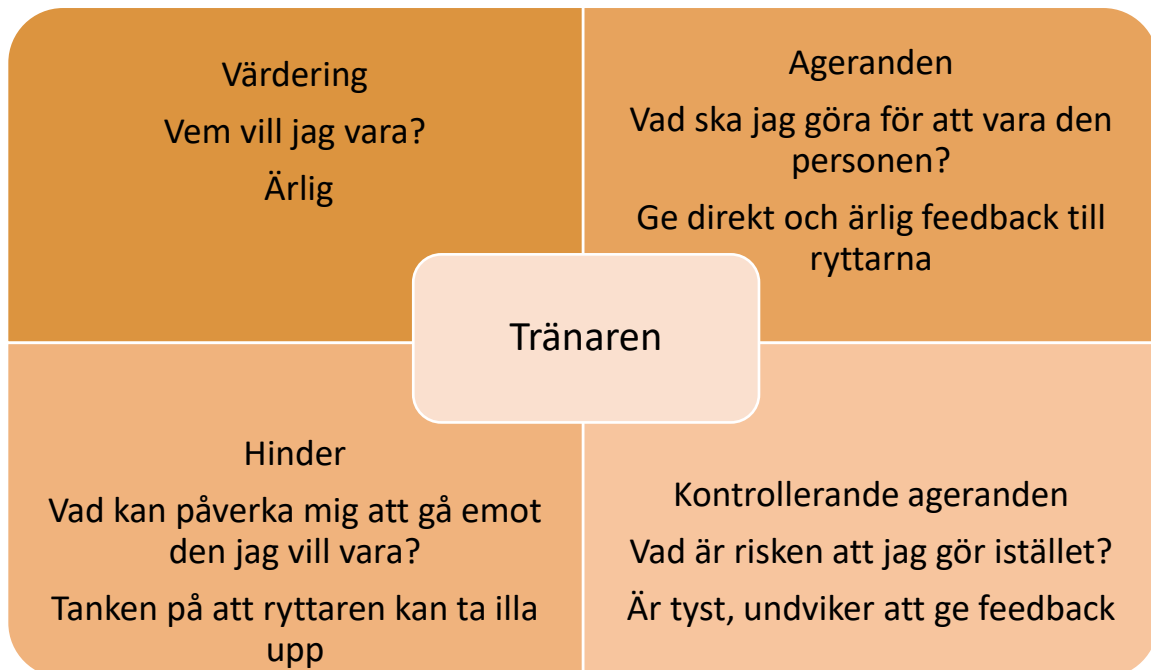 Värdering
Vem vill jag vara?
Ärlig
Ageranden
Vad ska jag göra för att vara den
personen?
Ge direkt och ärlig feedback till
ryttarna
Tränaren
Hinder
Vad kan påverka mig att gå emot
den jag vill vara?
Tanken på att ryttaren kan ta illa
upp
Kontrollerande ageranden
Vad är risken att jag gör istället?
Är tyst, undviker att ge feedback